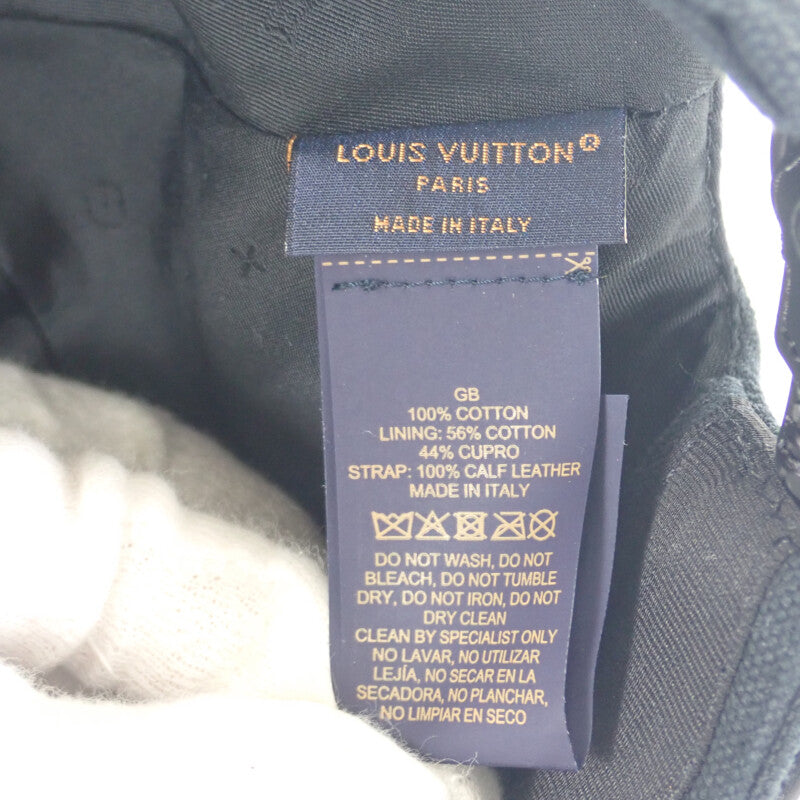 LOUIS VUITTON®
PARIS
MADE IN ITALY
GB
100% COTTON
LINING: 56% COTTON
44% CUPRO
STRAP: 100% CALF LEATHER
MADE IN ITALY
DO NOT WASH, DO NOT
BLEACH, DO NOT TUMBLE
DRY, DO NOT IRON, DO NOT
DRY CLEAN
CLEAN BY SPECIALIST ONLY
NO LAVAR, NO UTILIZAR
LEJÍA, NO SECAR EN LA
SECADORA, NO PLANCHAR,
NO LIMPIAR EN SECO